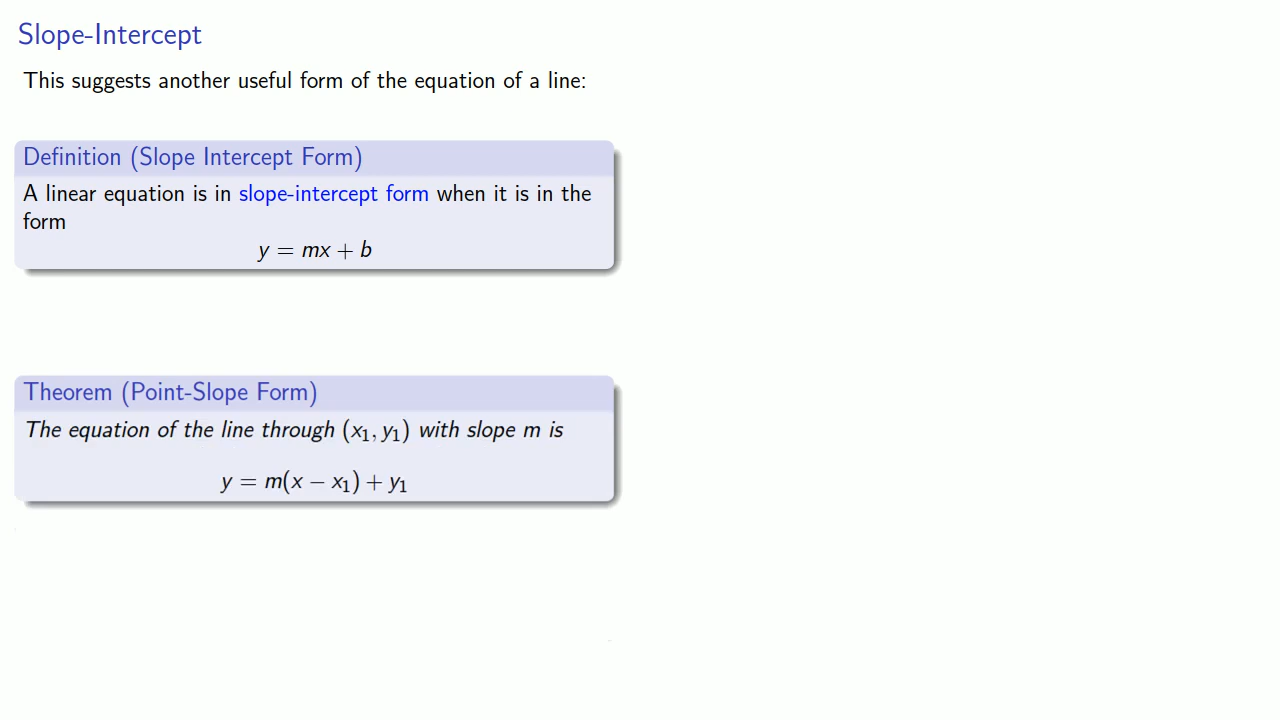 Slope-Intercept
This suggests another useful form of the equation of a line:
Definition (Slope Intercept Form)
A linear equation is in slope-intercept form when it is in the
form
y = mx + b
Theorem (Point-Slope Form)
The equation of the line through (x₁, y₁) with slope m is
y = m(x − x₁) + y₁